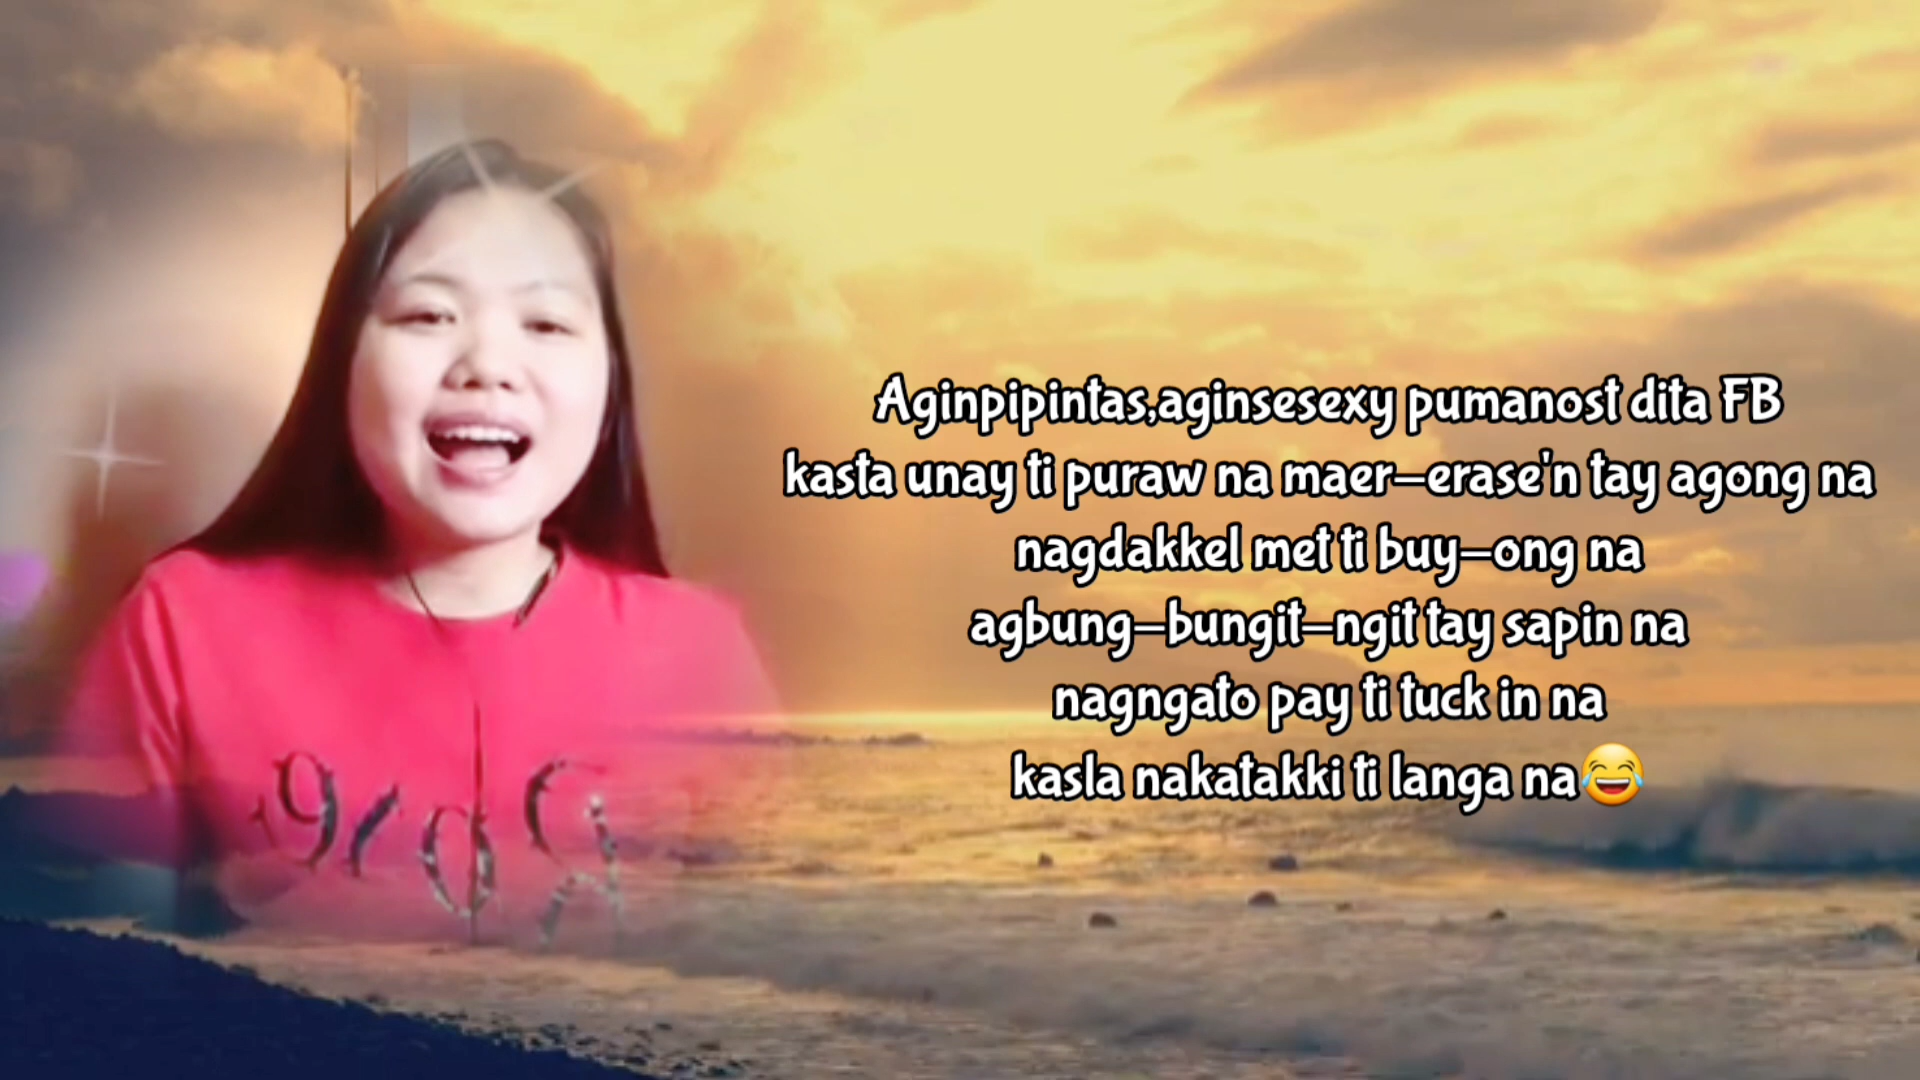 Aginpipintas,aginsesexy pumanost dita FB
kasta unay ti puraw na maer-erase'n tay agong na
nagdakkel met ti buy-ong na
agbung-bungit-ngit tay sapin na
nagngato pay ti tuck in na
kasla nakatakki ti langa na😂